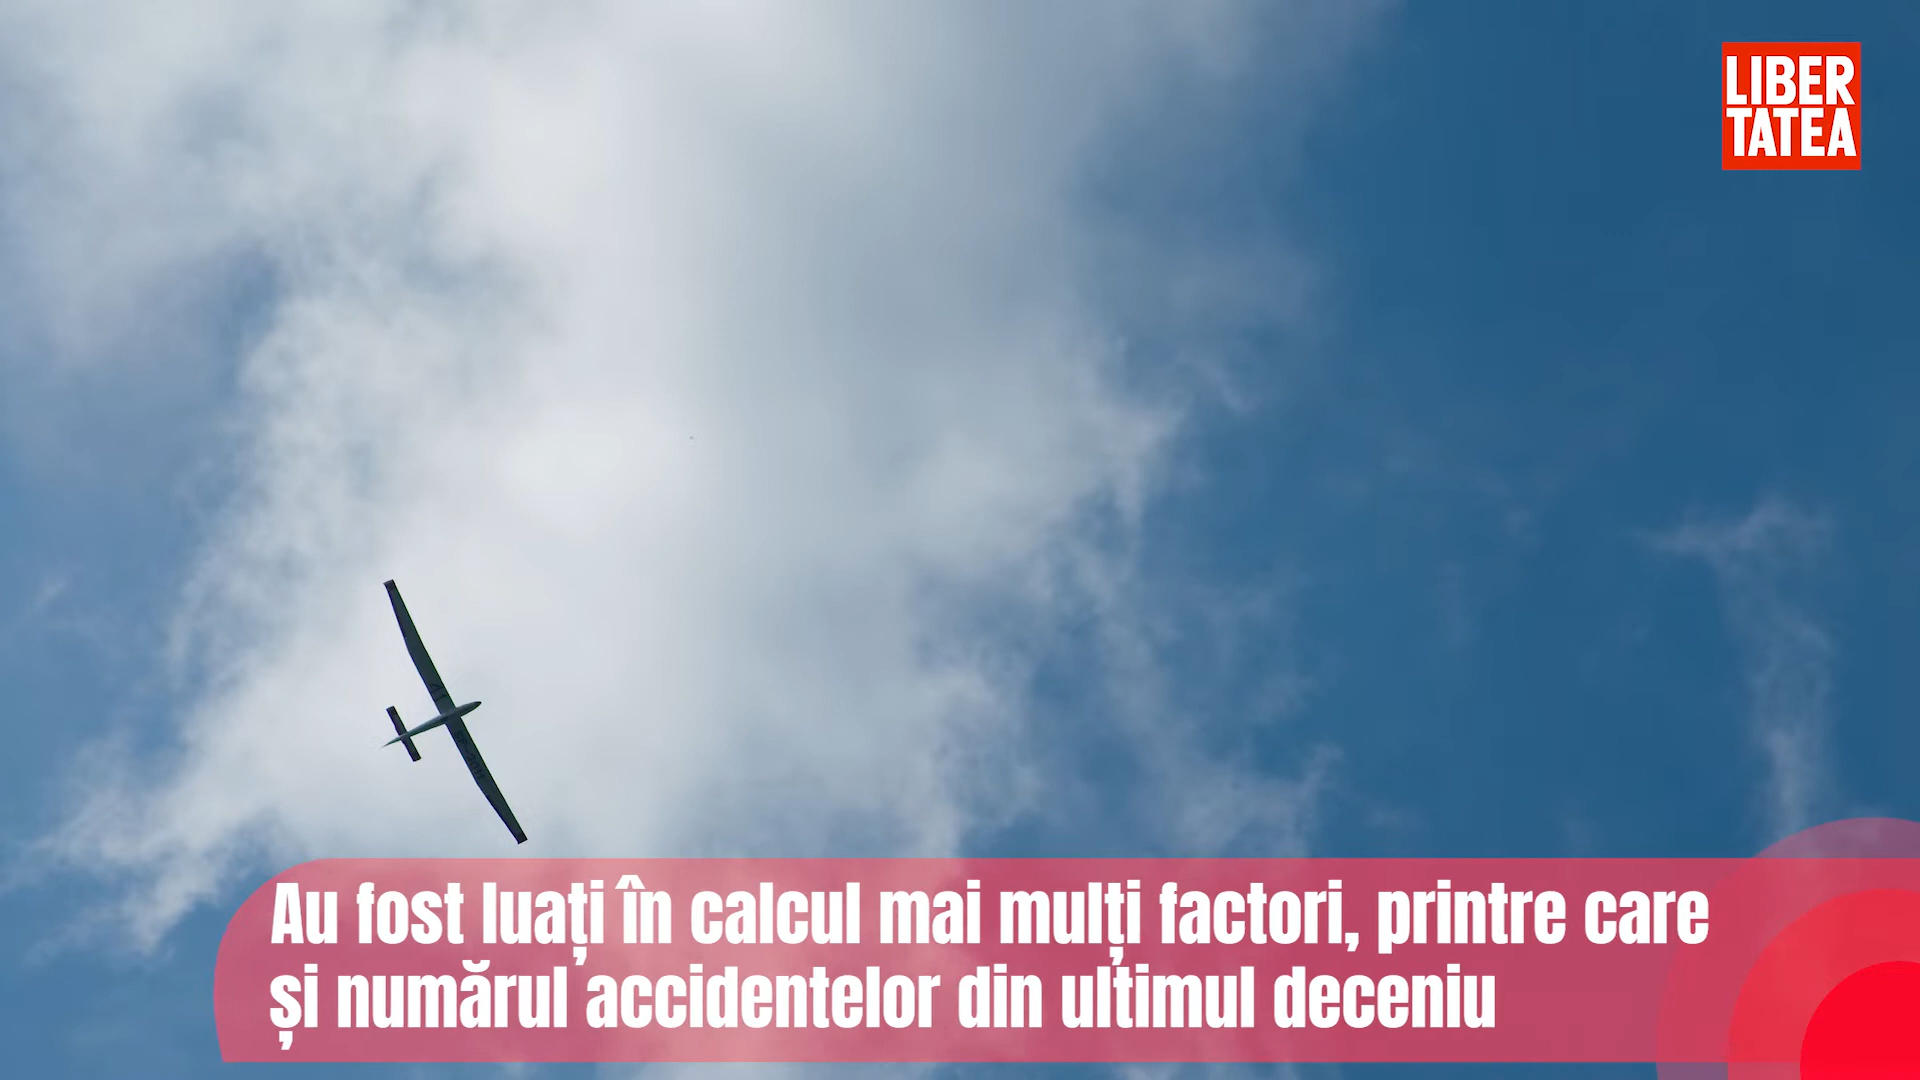 LIBER
TATEA
Au fost luați în calcul mai mulți factori, printre care
și numărul accidentelor din ultimul deceniu